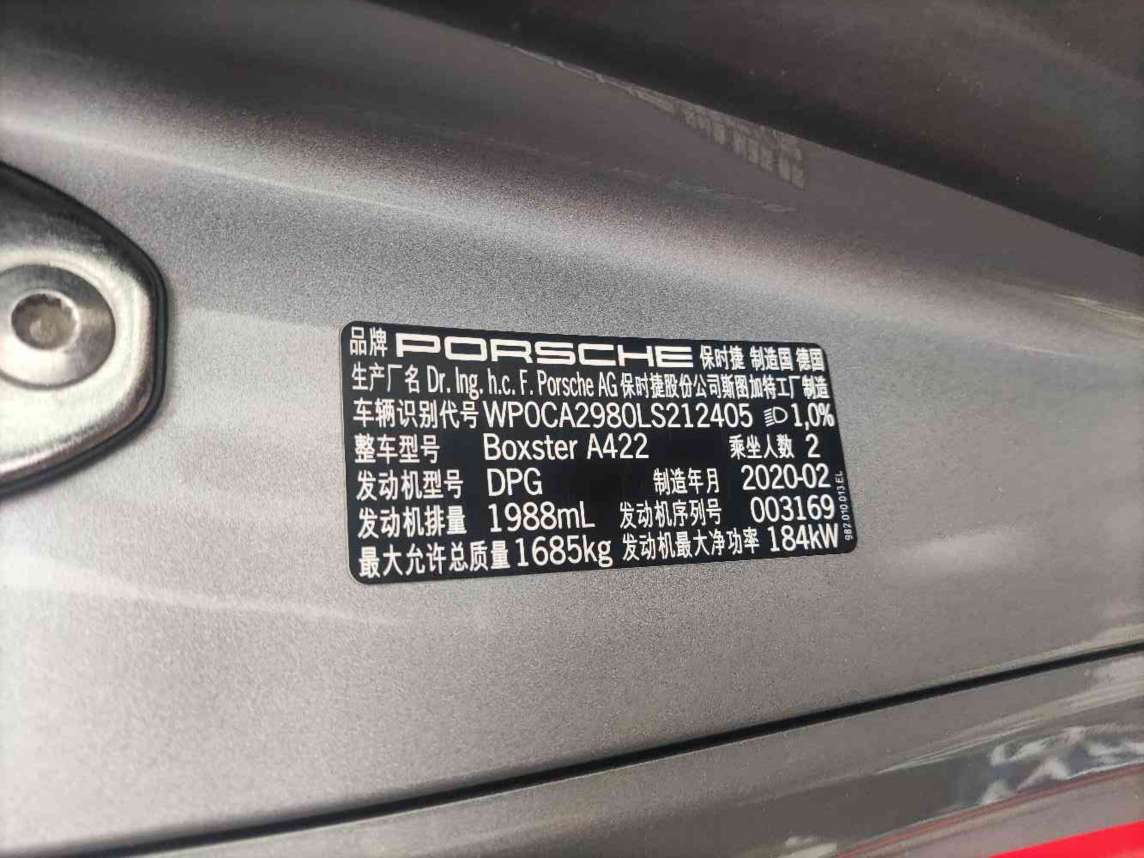 品牌 PORSCHE 保时捷 制造国 德国
生产厂名 Dr. Ing. h.c. F. Porsche AG 保时捷股份公司斯图加特工厂制造
车辆识别代号 WP0CA2980LS212405 1,0%
整车型号 Boxster A422 乘坐人数 2
发动机型号 DPG 制造年月 2020-02
发动机排量 1988mL 发动机序列号 003169
最大允许总质量 1685kg 发动机最大净功率 184kW
982.010.013.EL